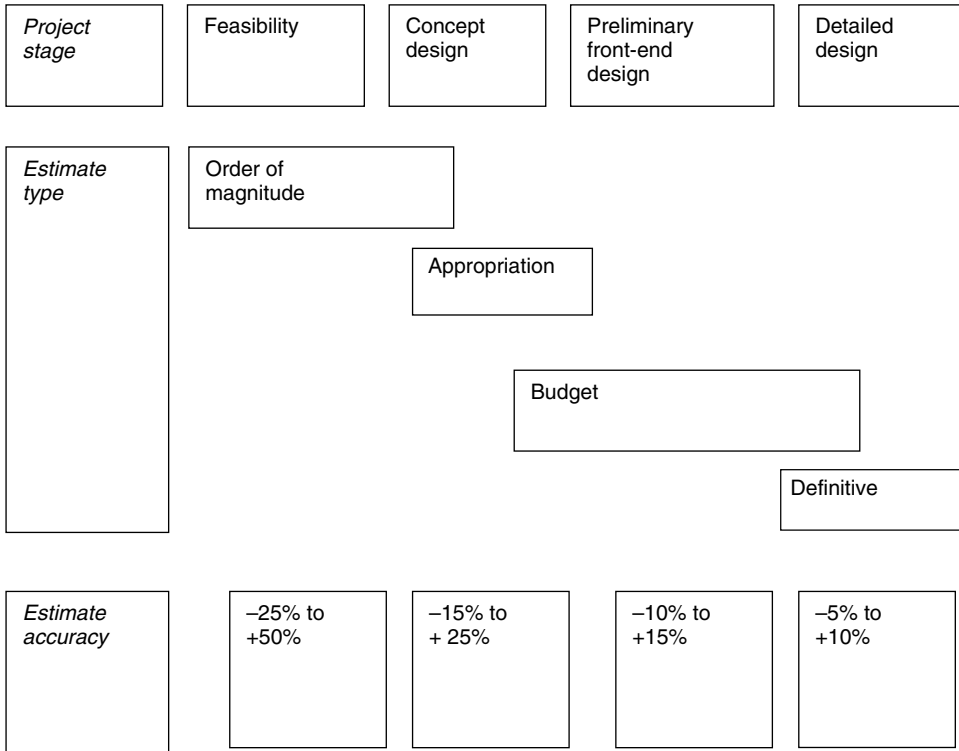 Project
stage
Feasibility
Concept
design
Preliminary
front-end
design
Detailed
design
Estimate
type
Order of
magnitude
Appropriation
Budget
Definitive
Estimate
accuracy
–25% to
+50%
–15% to
+ 25%
–10% to
+15%
–5% to
+10%